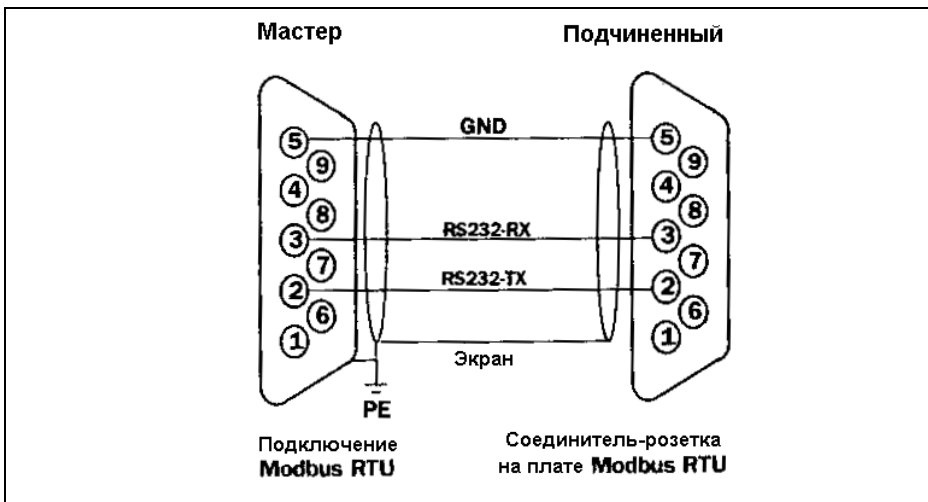 Мастер
Подчиненный
GND
5
9
4
8
3
7
2
6
1
5
9
4
8
3
7
2
6
1
RS232-RX
RS232-TX
Экран
PE
Подключение
Modbus RTU
Соединитель-розетка
на плате Modbus RTU